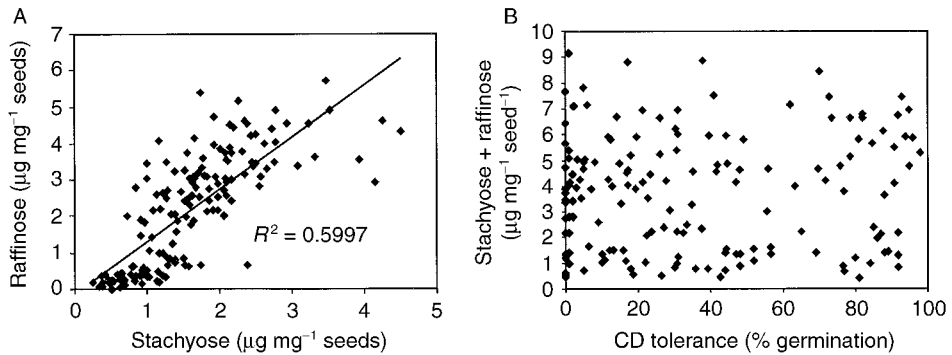 A
Raffinose (µg mg⁻¹ seeds)
7
6
5
4
3
2
1
0
R² = 0.5997
0 1 2 3 4 5
Stachyose (µg mg⁻¹ seeds)
B
Stachyose + raffinose
(µg mg⁻¹ seed⁻¹)
10
9
8
7
6
5
4
3
2
1
0
0 20 40 60 80 100
CD tolerance (% germination)